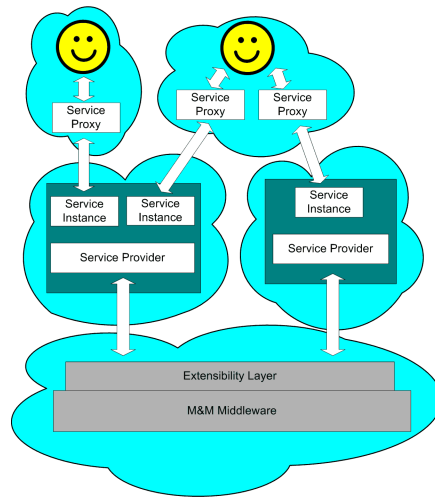 Service
Proxy
Service
Proxy
Service
Proxy
Service
Instance
Service
Instance
Service Provider
Service
Instance
Service Provider
Extensibility Layer
M&M Middleware